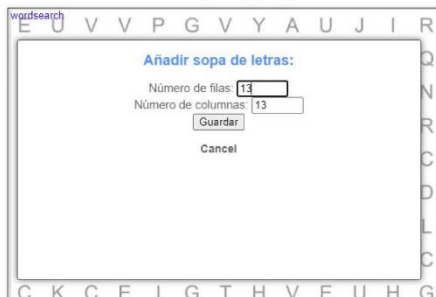 wordsearch
E U V V P G V Y A U J I R
Añadir sopa de letras:
Q
Número de filas: 13
N
Número de columnas: 13
Guardar
R
Cancel
C
D
L
C
C K C E J G T H V E U H G